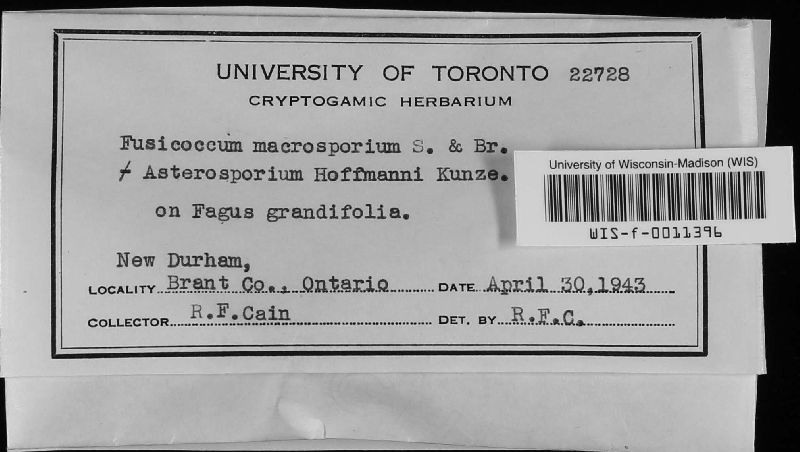 UNIVERSITY OF TORONTO 22728
CRYPTOGAMIC HERBARIUM
Fusicoccum macrosporium S. & Br.
≠ Asterosporium Hoffmanni Kunze.
on Fagus grandifolia.
University of Wisconsin-Madison (WIS)
WIS-f-0011396
New Durham,
LOCALITY Brant Co., Ontario DATE April 30,1943
COLLECTOR R.F.Cain DET. BY R.F.C.